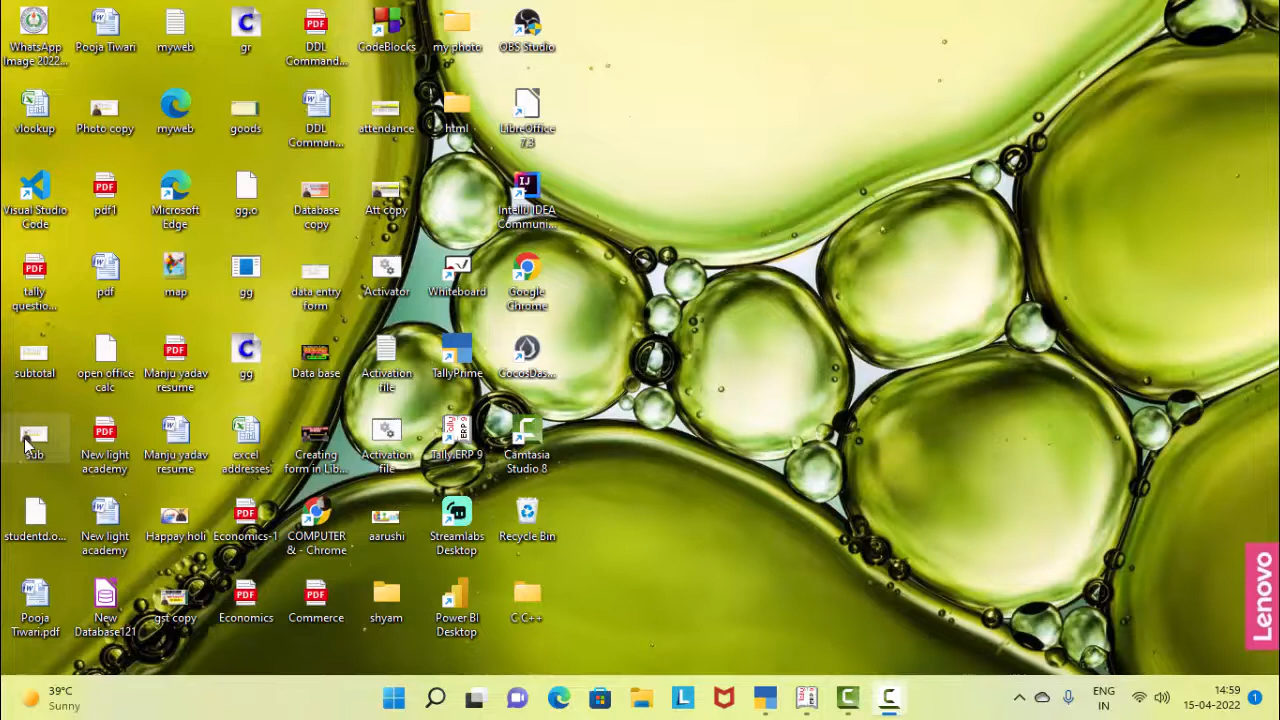 WhatsApp
Image 2022...
Pooja Tiwari
myweb
gr
DDL
Command...
CodeBlocks
my photo
OBS Studio
vlookup
Photo copy
myweb
goods
DDL
Comman...
attendance
html
LibreOffice
7.3
Visual Studio
Code
pdf1
Microsoft
Edge
gg.o
Database
copy
Att copy
IntelliJ IDEA
Communi...
tally
questio...
pdf
map
gg
data entry
form
Activator
Whiteboard
Google
Chrome
subtotal
open office
calc
Manju yadav
resume
gg
Data base
Activation
file
TallyPrime
CocosDas...
sub
New light
academy
Manju yadav
resume
excel
addresses
Creating
form in Lib...
Activation
file
Tally.ERP 9
Camtasia
Studio 8
studentd.o...
New light
academy
Happay holi
Economics-1
COMPUTER
& - Chrome
aarushi
Streamlabs
Desktop
Recycle Bin
Pooja
Tiwari.pdf
New
Database121
gst copy
Economics
Commerce
shyam
Power BI
Desktop
C C++
Lenovo
39°C
Sunny
ENG
IN
14:59
15-04-2022
1